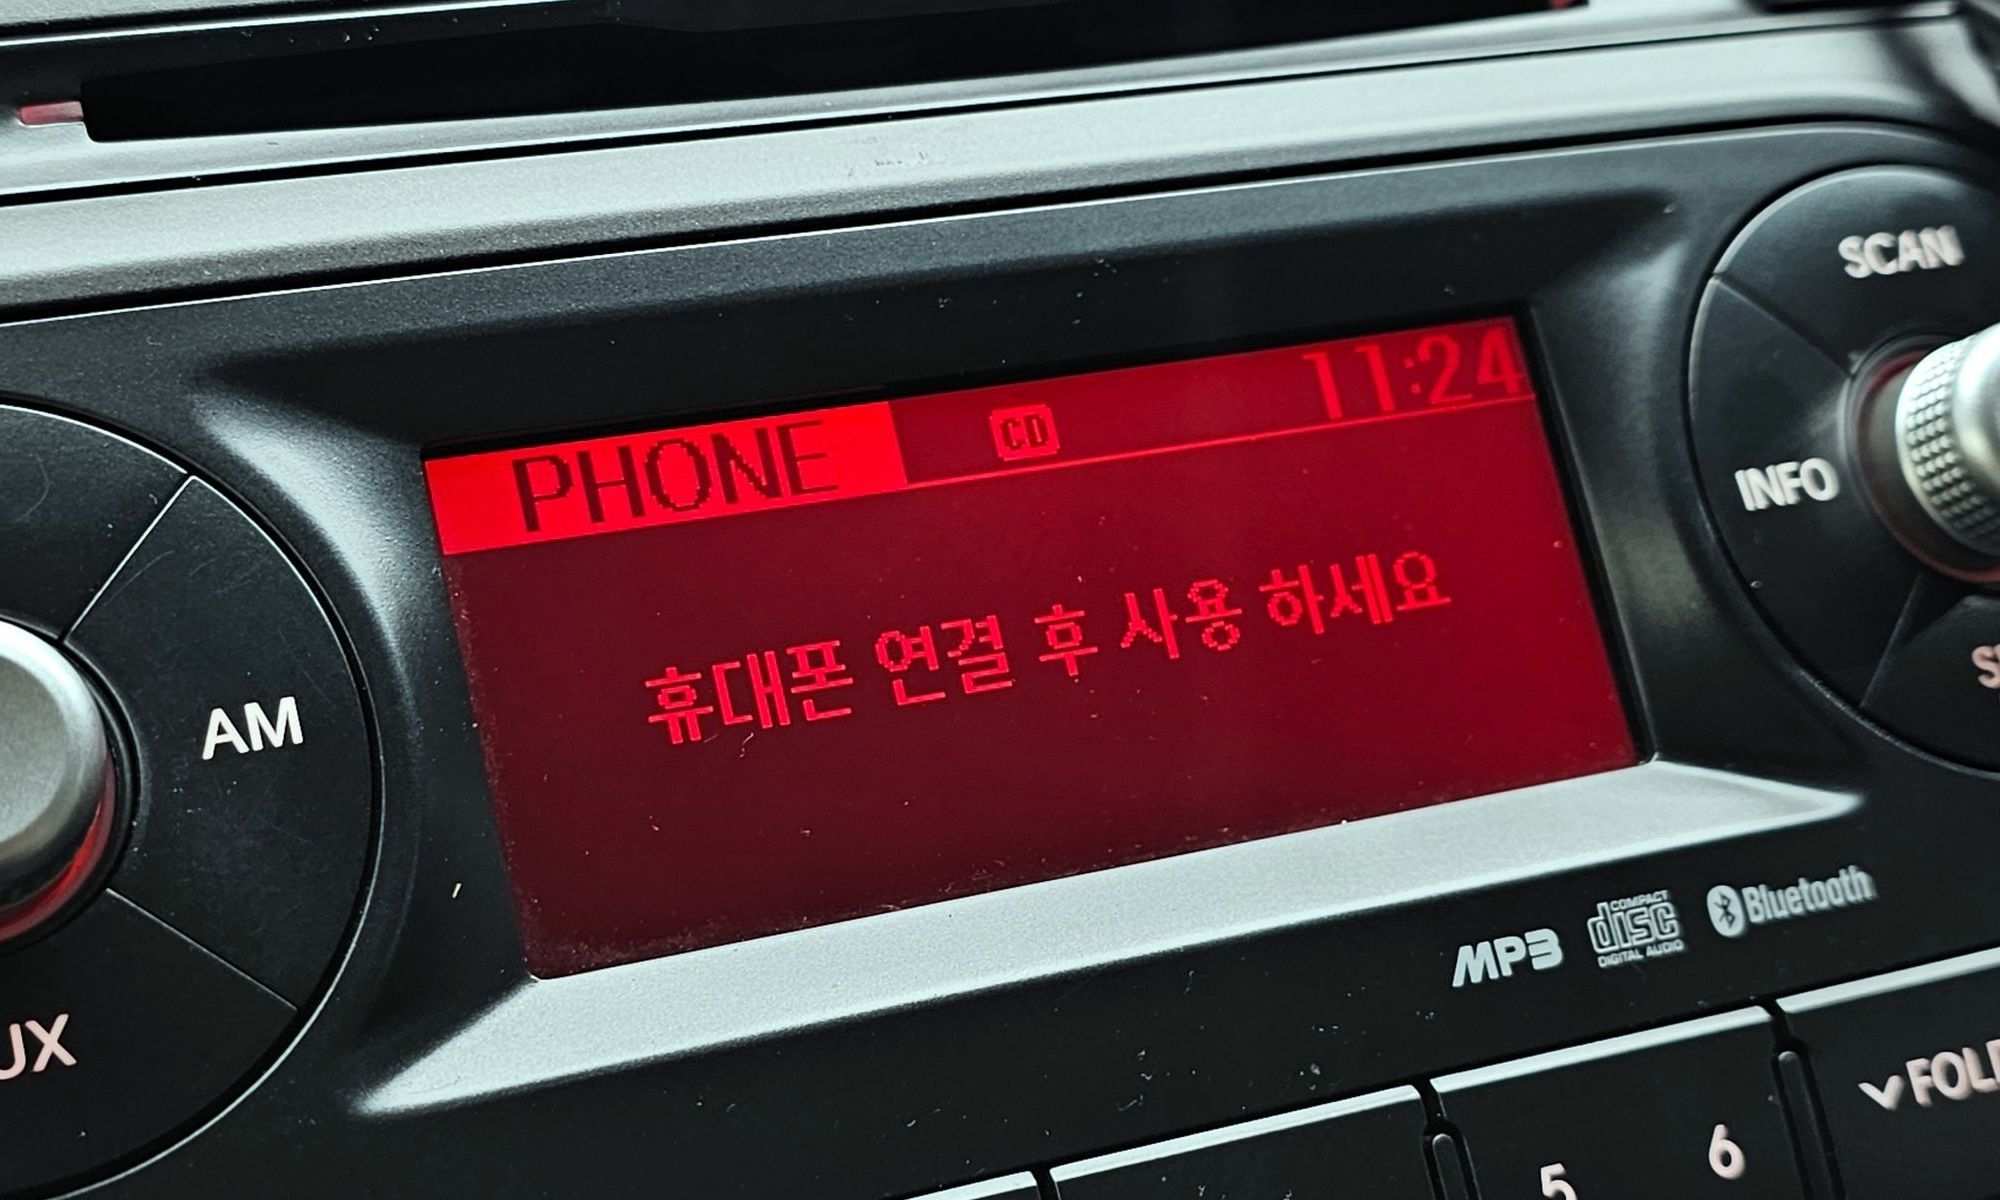 SCAN
PHONE CD 11:24
INFO
휴대폰 연결 후 사용 하세요
AM
MP3 COMPACT disc DIGITAL AUDIO Bluetooth
UX
FOLD
5 6